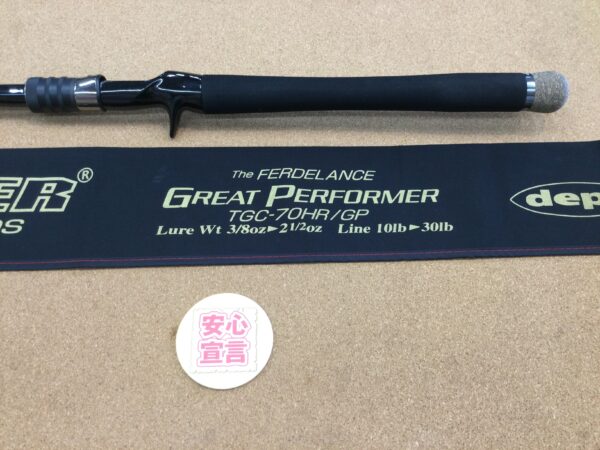 The FERDELANCE
GREAT PERFORMER
TGC-70HR/GP
Lure Wt 3/8oz►2 1/2oz Line 10lb►30lb
ER®
DS
dep
安心
宣言